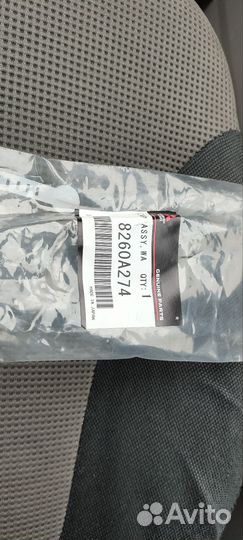 ASSY,WA QTY:1
8260A274
MADE IN JAPAN
GENUINE PARTS
Avito